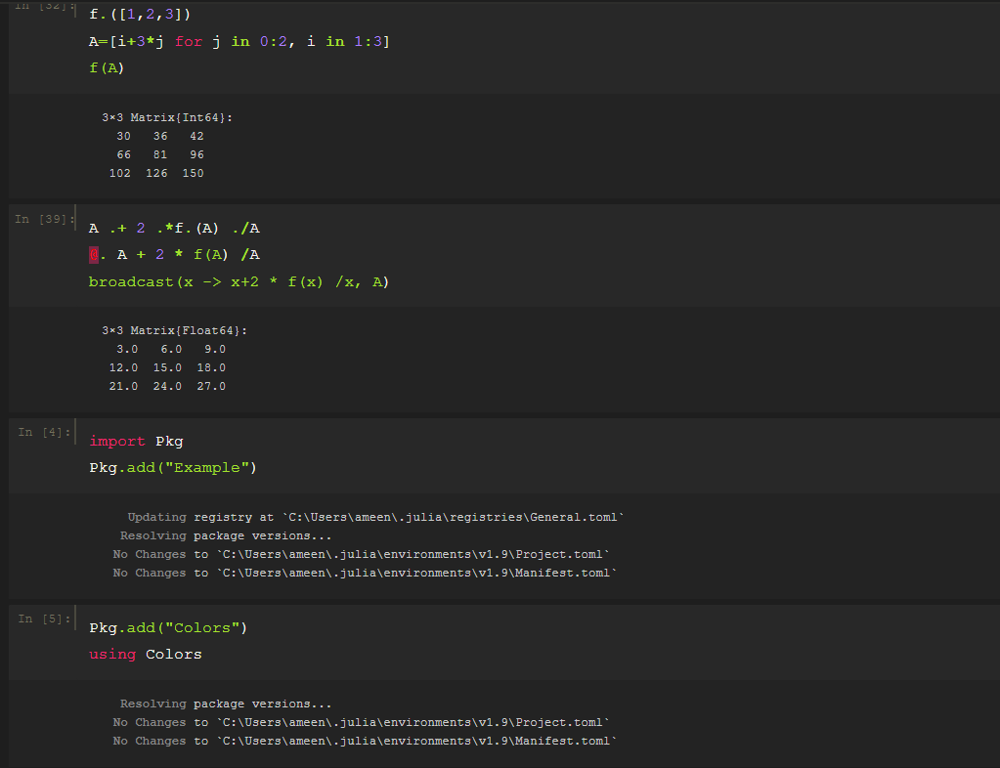 In [32]:
f.([1,2,3])
A=[i+3*j for j in 0:2, i in 1:3]
f(A)
3×3 Matrix{Int64}:
30 36 42
66 81 96
102 126 150
In [39]:
A .+ 2 .*f.(A) ./A
@. A + 2 * f(A) /A
broadcast(x -> x+2 * f(x) /x, A)
3×3 Matrix{Float64}:
3.0 6.0 9.0
12.0 15.0 18.0
21.0 24.0 27.0
In [4]:
import Pkg
Pkg.add("Example")
Updating registry at `C:\Users\ameen\.julia\registries\General.toml`
Resolving package versions...
No Changes to `C:\Users\ameen\.julia\environments\v1.9\Project.toml`
No Changes to `C:\Users\ameen\.julia\environments\v1.9\Manifest.toml`
In [5]:
Pkg.add("Colors")
using Colors
Resolving package versions...
No Changes to `C:\Users\ameen\.julia\environments\v1.9\Project.toml`
No Changes to `C:\Users\ameen\.julia\environments\v1.9\Manifest.toml`